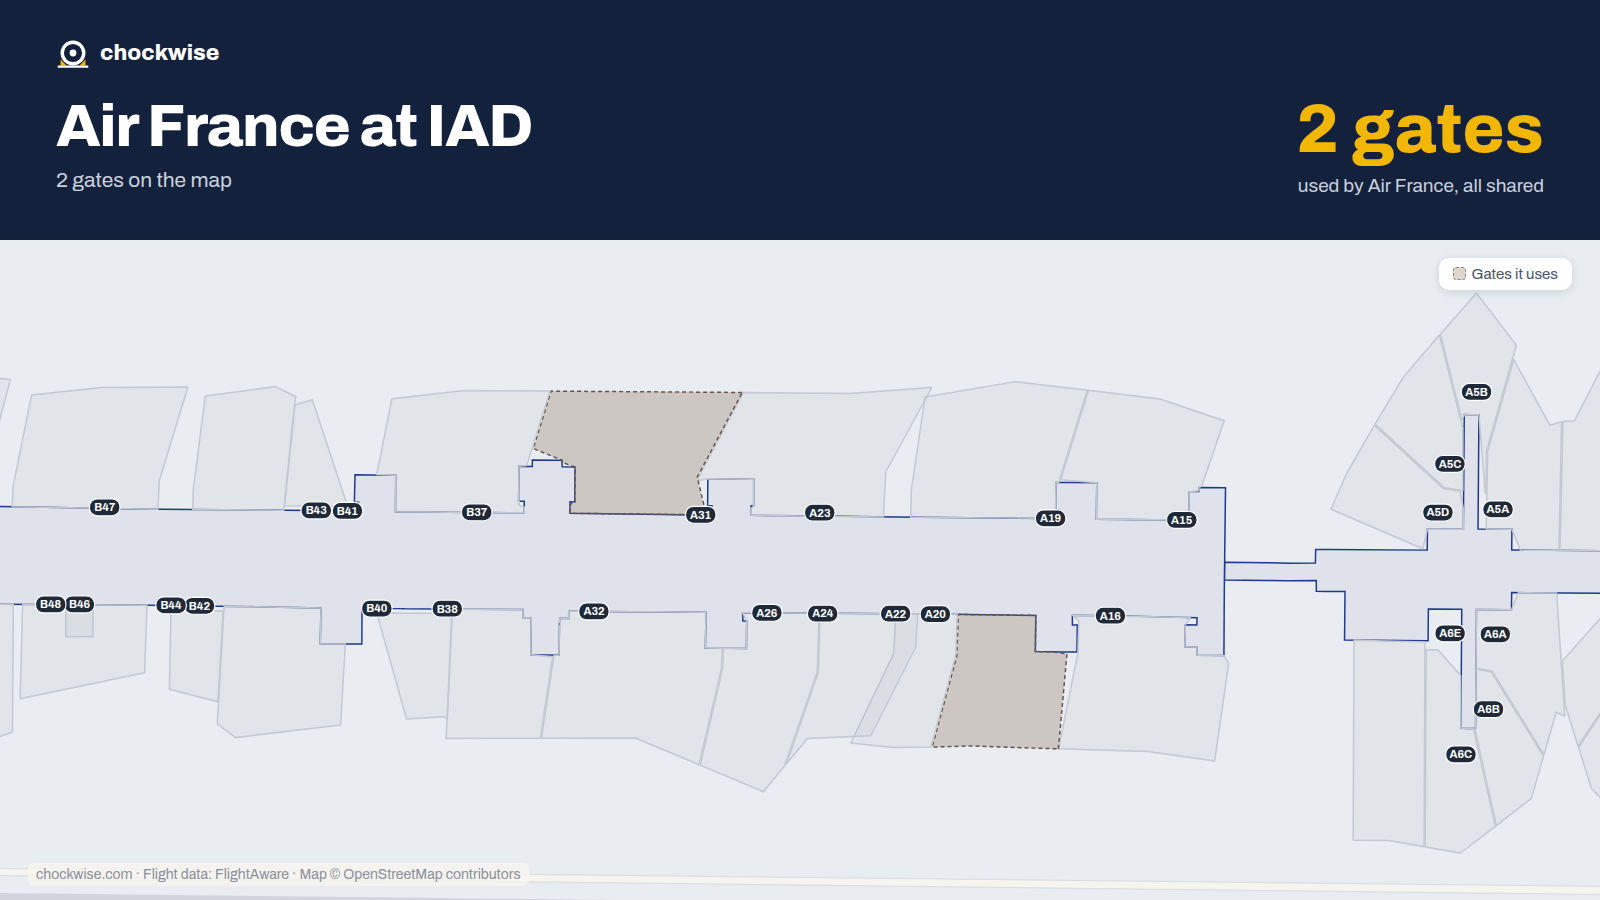 chockwise
Air France at IAD
2 gates on the map
2 gates
used by Air France, all shared
Gates it uses
A5B
A5C
A5D
A5A
B47
B43
B41
B37
A31
A23
A19
A15
B48
B46
B44
B42
B40
B38
A32
A26
A24
A22
A20
A16
A6E
A6A
A6B
A6C
chockwise.com · Flight data: FlightAware · Map © OpenStreetMap contributors